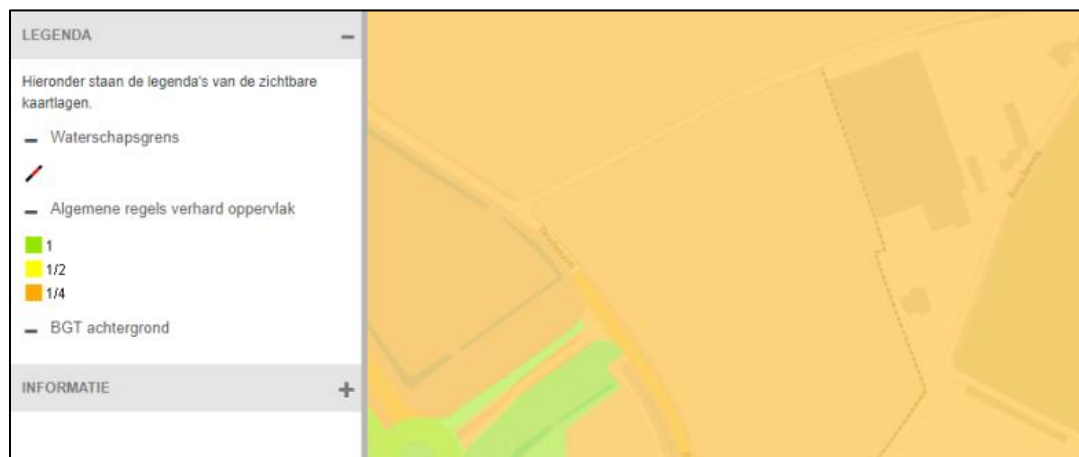 LEGENDA
Hieronder staan de legenda's van de zichtbare
kaartlagen.
Waterschapsgrens
Algemene regels verhard oppervlak
1
1/2
1/4
BGT achtergrond
INFORMATIE